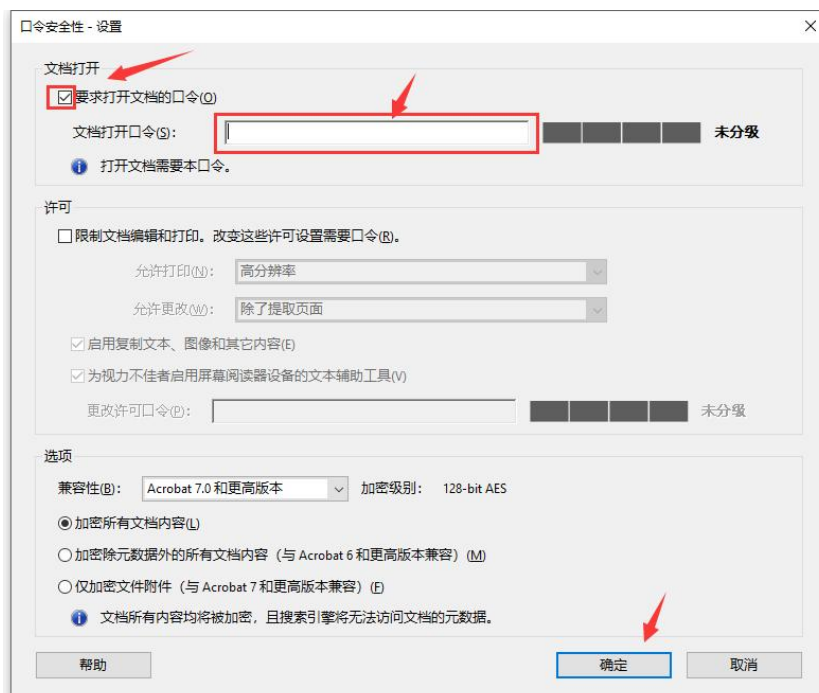 口令安全性 - 设置
文档打开
要求打开文档的口令(O)
文档打开口令(S)：
未分级
打开文档需要本口令。
许可
限制文档编辑和打印。改变这些许可设置需要口令(R)。
允许打印(N)： 高分辨率
允许更改(W)： 除了提取页面
启用复制文本、图像和其它内容(E)
为视力不佳者启用屏幕阅读器设备的文本辅助工具(V)
更改许可口令(P)： 未分级
选项
兼容性(B)： Acrobat 7.0 和更高版本 加密级别： 128-bit AES
加密所有文档内容(L)
加密除元数据外的所有文档内容（与 Acrobat 6 和更高版本兼容）(M)
仅加密文件附件（与 Acrobat 7 和更高版本兼容）(F)
文档所有内容均将被加密，且搜索引擎将无法访问文档的元数据。
帮助 确定 取消